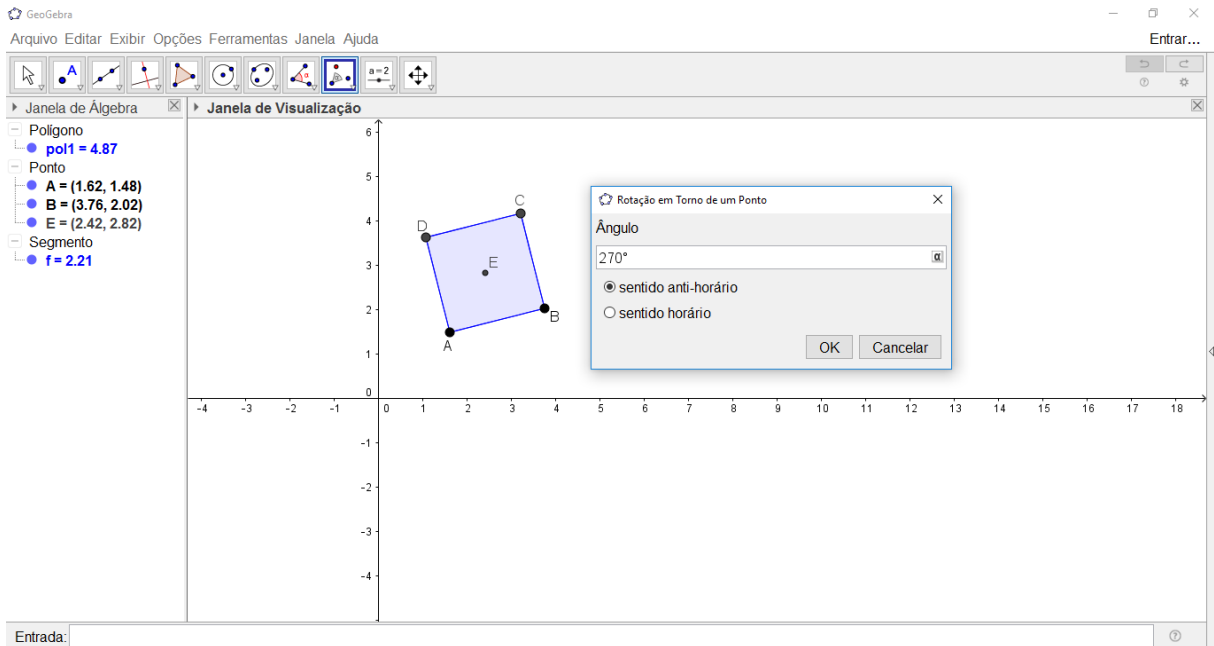 GeoGebra
Arquivo Editar Exibir Opções Ferramentas Janela Ajuda
Entrar...
A
α
a=2
Janela de Álgebra
Janela de Visualização
Polígono
pol1 = 4.87
Ponto
A = (1.62, 1.48)
B = (3.76, 2.02)
E = (2.42, 2.82)
Segmento
f = 2.21
6
5
4
3
2
1
0
-1
-2
-3
-4
-4 -3 -2 -1 0 1 2 3 4 5 6 7 8 9 10 11 12 13 14 15 16 17 18
C
D
E
B
A
Rotação em Torno de um Ponto
Ângulo
270°
α
sentido anti-horário
sentido horário
OK Cancelar
Entrada: